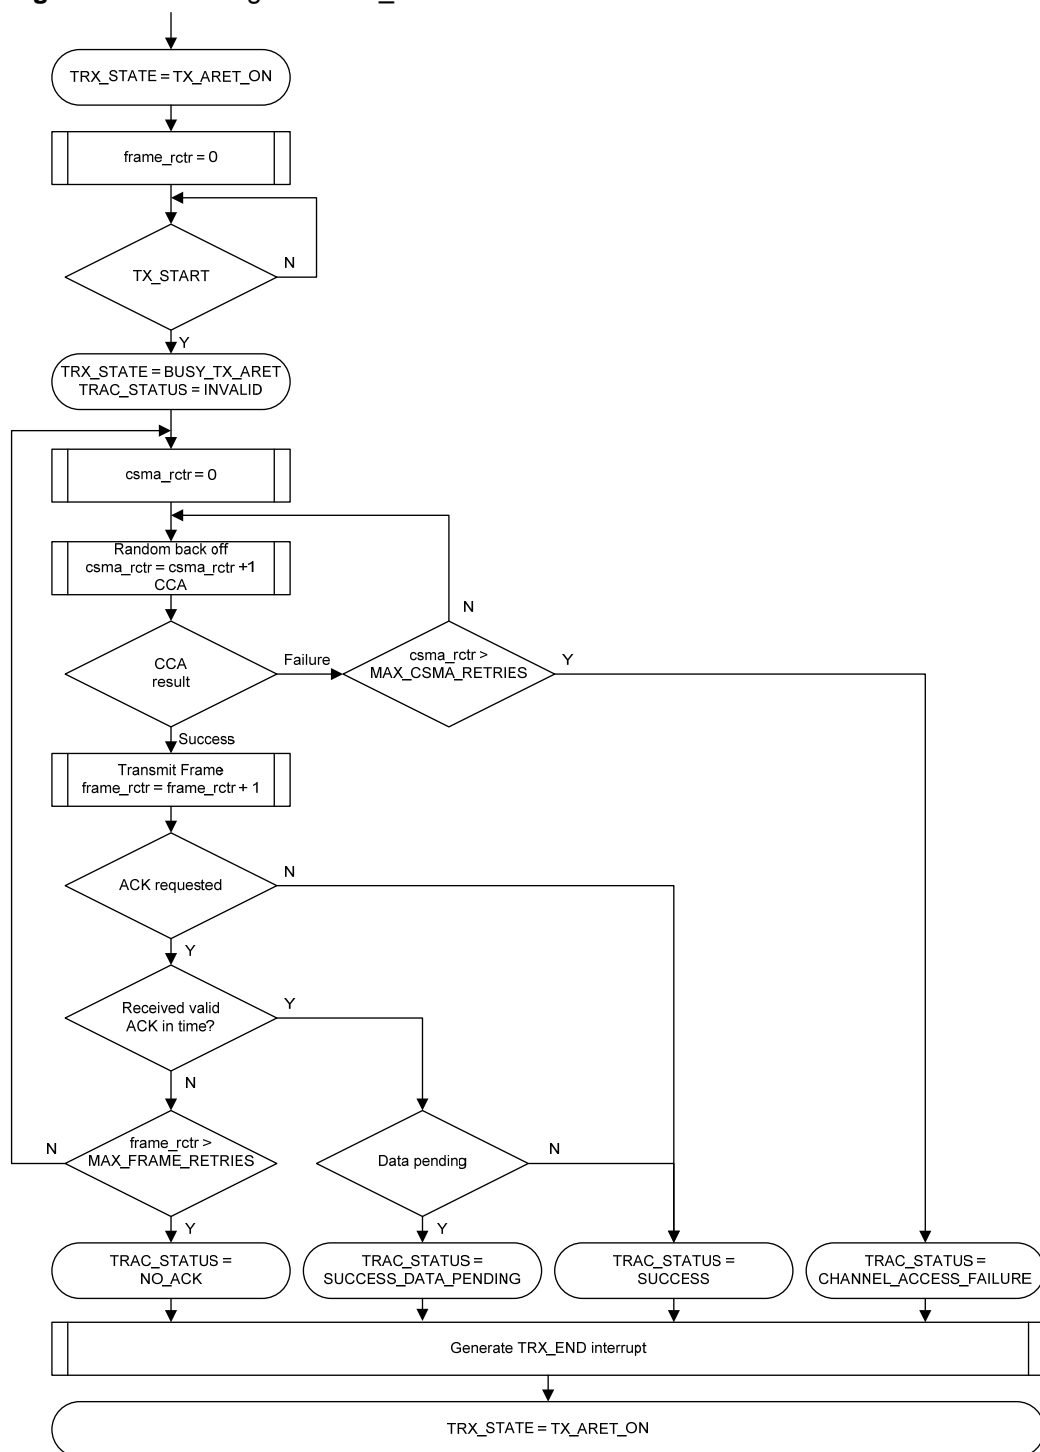 TRX_STATE = TX_ARET_ON
frame_rctr = 0
TX_START
N
Y
TRX_STATE = BUSY_TX_ARET
TRAC_STATUS = INVALID
csma_rctr = 0
Random back off
csma_rctr = csma_rctr +1
CCA
N
CCA
result
Failure
csma_rctr >
MAX_CSMA_RETRIES
Y
Success
Transmit Frame
frame_rctr = frame_rctr + 1
ACK requested
N
Y
Received valid
ACK in time?
Y
N
N
frame_rctr >
MAX_FRAME_RETRIES
Data pending
N
Y
Y
TRAC_STATUS =
NO_ACK
TRAC_STATUS =
SUCCESS_DATA_PENDING
TRAC_STATUS =
SUCCESS
TRAC_STATUS =
CHANNEL_ACCESS_FAILURE
Generate TRX_END interrupt
TRX_STATE = TX_ARET_ON